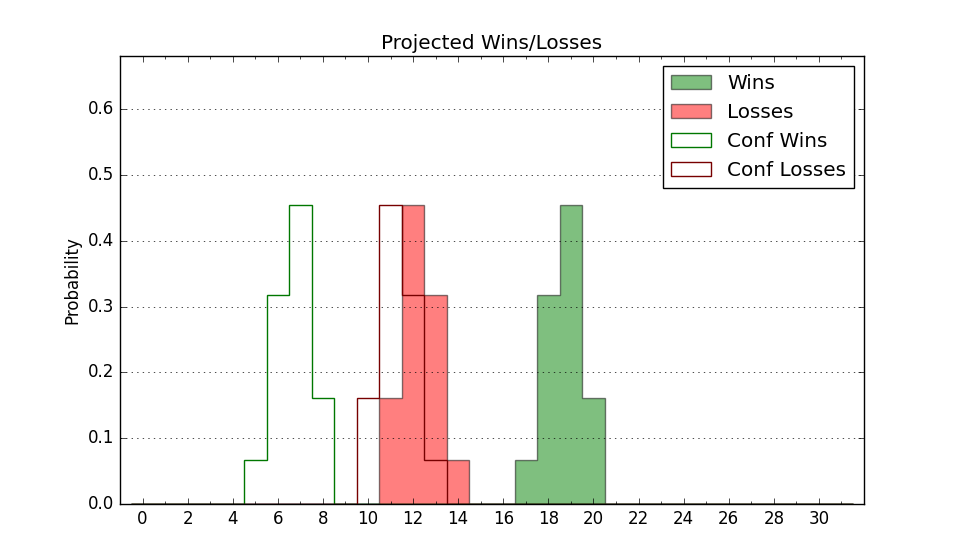 Projected Wins/Losses
Wins
Losses
Conf Wins
Conf Losses
Probability
0.6
0.5
0.4
0.3
0.2
0.1
0.0
0 2 4 6 8 10 12 14 16 18 20 22 24 26 28 30